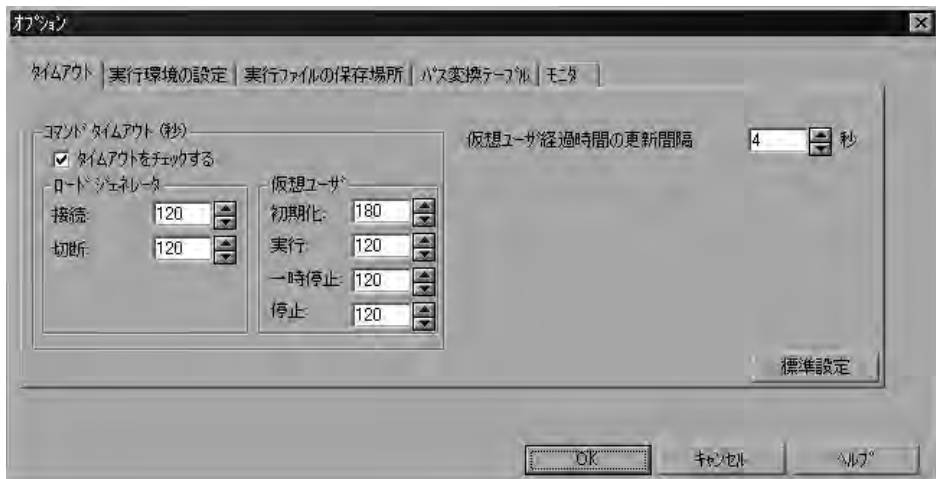 オプション
タイムアウト 実行環境の設定 実行ファイルの保存場所 パス変換テーブル モニタ
コマンド タイムアウト (秒)
タイムアウトをチェックする
ロード ジェネレータ
接続: 120
切断: 120
仮想ユーザ
初期化: 180
実行: 120
一時停止: 120
停止: 120
仮想ユーザ経過時間の更新間隔 4 秒
標準設定
OK キャンセル ヘルプ